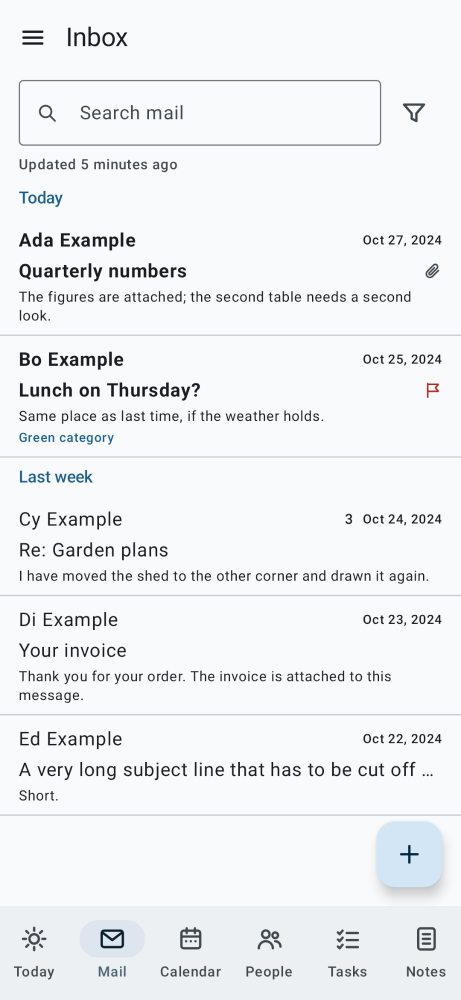 Inbox
Search mail
Updated 5 minutes ago
Today
Ada Example Oct 27, 2024
Quarterly numbers
The figures are attached; the second table needs a second
look.
Bo Example Oct 25, 2024
Lunch on Thursday?
Same place as last time, if the weather holds.
Green category
Last week
Cy Example 3 Oct 24, 2024
Re: Garden plans
I have moved the shed to the other corner and drawn it again.
Di Example Oct 23, 2024
Your invoice
Thank you for your order. The invoice is attached to this
message.
Ed Example Oct 22, 2024
A very long subject line that has to be cut off …
Short.
Today Mail Calendar People Tasks Notes